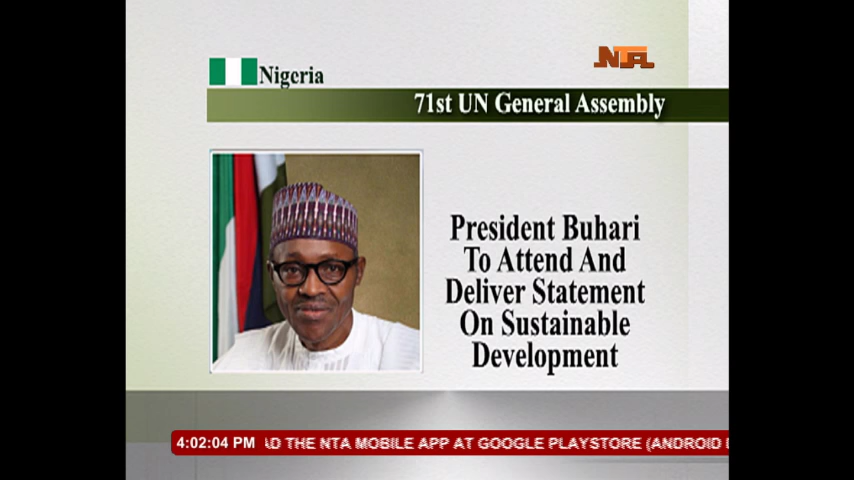 NTA
Nigeria
71st UN General Assembly
President Buhari
To Attend And
Deliver Statement
On Sustainable
Development
4:02:04 PM AD THE NTA MOBILE APP AT GOOGLE PLAYSTORE (ANDROID